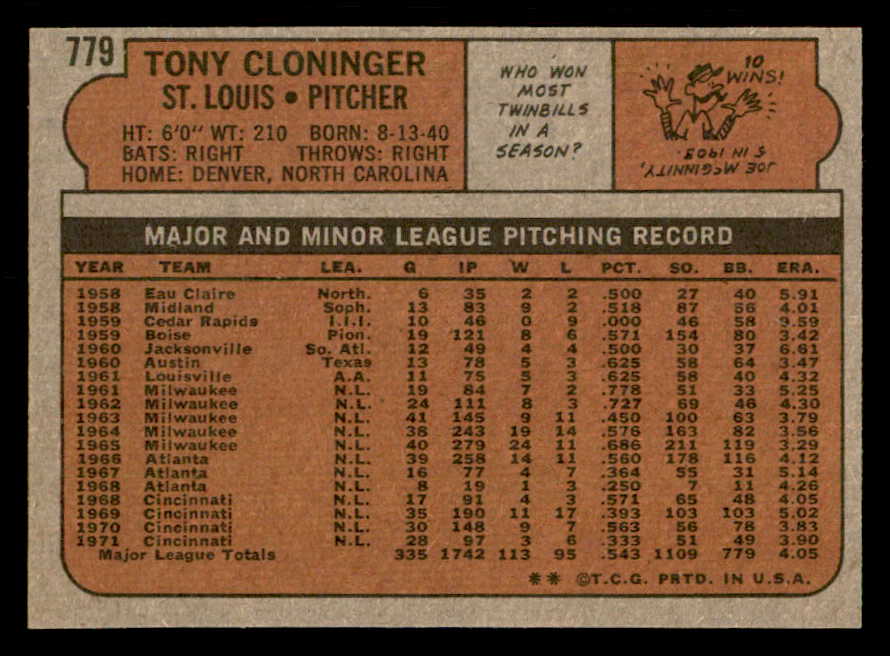 779
TONY CLONINGER
ST. LOUIS • PITCHER
HT: 6'0" WT: 210 BORN: 8-13-40
BATS: RIGHT THROWS: RIGHT
HOME: DENVER, NORTH CAROLINA
WHO WON
MOST
TWINBILLS
IN A
SEASON?
10
WINS!
JOE McGINNITY,
5 IN 1903.
MAJOR AND MINOR LEAGUE PITCHING RECORD
YEAR TEAM LEA. G IP W L PCT. SO. BB. ERA.
1958 Eau Claire North. 6 35 2 2 .500 27 40 5.91
1958 Midland Soph. 13 83 9 2 .518 87 56 4.01
1959 Cedar Rapids I.I.I. 10 46 0 9 .000 46 58 9.59
1959 Boise Pion. 19 121 8 6 .571 154 80 3.42
1960 Jacksonville So. Atl. 12 49 4 4 .500 30 37 6.61
1960 Austin Texas 13 78 5 3 .625 58 64 3.47
1961 Louisville A.A. 11 75 5 3 .625 58 40 4.32
1961 Milwaukee N.L. 19 84 7 2 .778 51 33 5.25
1962 Milwaukee N.L. 24 111 8 3 .727 69 46 4.30
1963 Milwaukee N.L. 41 145 9 11 .450 100 63 3.79
1964 Milwaukee N.L. 38 243 19 14 .576 163 82 3.56
1965 Milwaukee N.L. 40 279 24 11 .686 211 119 3.29
1966 Atlanta N.L. 39 258 14 11 .560 178 116 4.12
1967 Atlanta N.L. 16 77 4 7 .364 55 31 5.14
1968 Atlanta N.L. 8 19 1 3 .250 7 11 4.26
1968 Cincinnati N.L. 17 91 4 3 .571 65 48 4.05
1969 Cincinnati N.L. 35 190 11 17 .393 103 103 5.02
1970 Cincinnati N.L. 30 148 9 7 .563 56 78 3.83
1971 Cincinnati N.L. 28 97 3 6 .333 51 49 3.90
Major League Totals 335 1742 113 95 .543 1109 779 4.05
** ©T.C.G. PRTD. IN U.S.A.